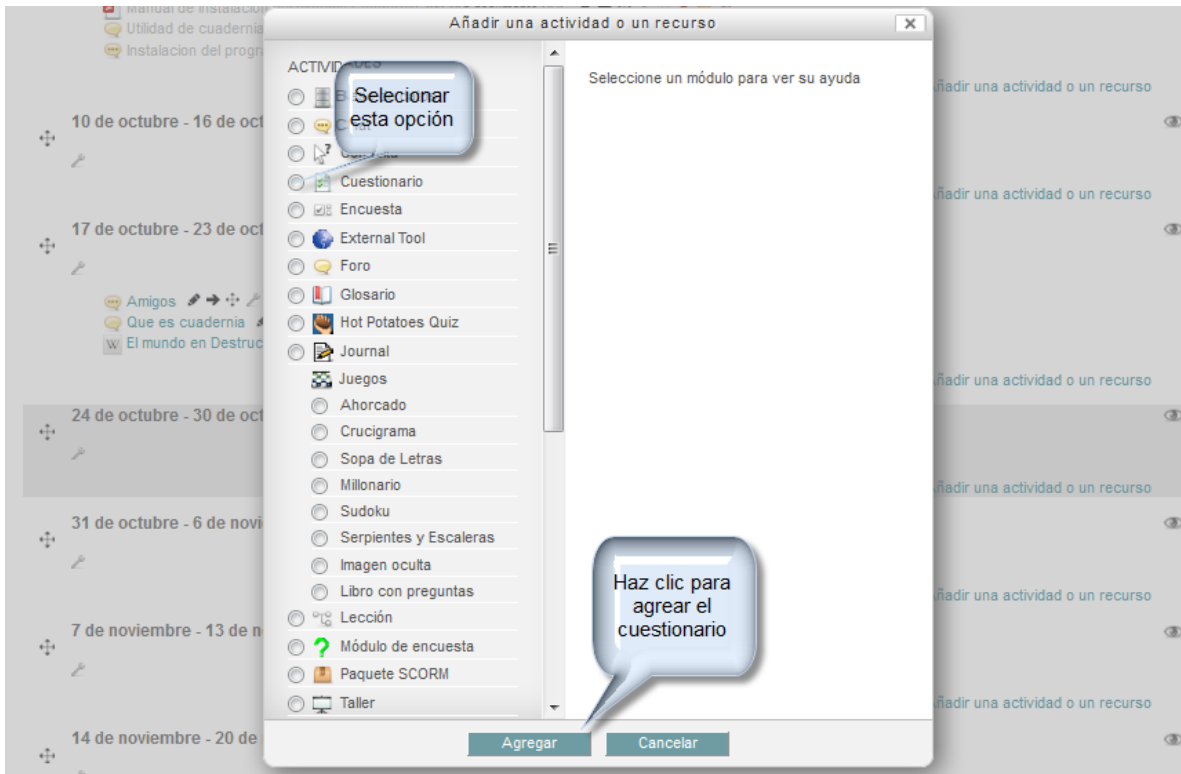 Manual de instalacion
Utilidad de cuadernia
Instalacion del
10 de octubre - 16 de oct
17 de octubre - 23 de oct
Amigos
Que es cuadernia
El mundo en Destruc
24 de octubre - 30 de oct
31 de octubre - 6 de novi
7 de noviembre - 13 de n
14 de noviembre - 20 de
Añadir una actividad o un recurso
ACTIVIDADES
Chat
Cuestionario
Encuesta
External Tool
Foro
Glosario
Hot Potatoes Quiz
Journal
Juegos
Ahorcado
Crucigrama
Sopa de Letras
Millonario
Sudoku
Serpientes y Escaleras
Imagen oculta
Libro con preguntas
Lección
Módulo de encuesta
Paquete SCORM
Taller
Selecionar
esta opción
Seleccione un módulo para ver su ayuda
Haz clic para
agrear el
cuestionario
Agregar
Cancelar
ñadir una actividad o un recurso
ñadir una actividad o un recurso
ñadir una actividad o un recurso
ñadir una actividad o un recurso
ñadir una actividad o un recurso
ñadir una actividad o un recurso